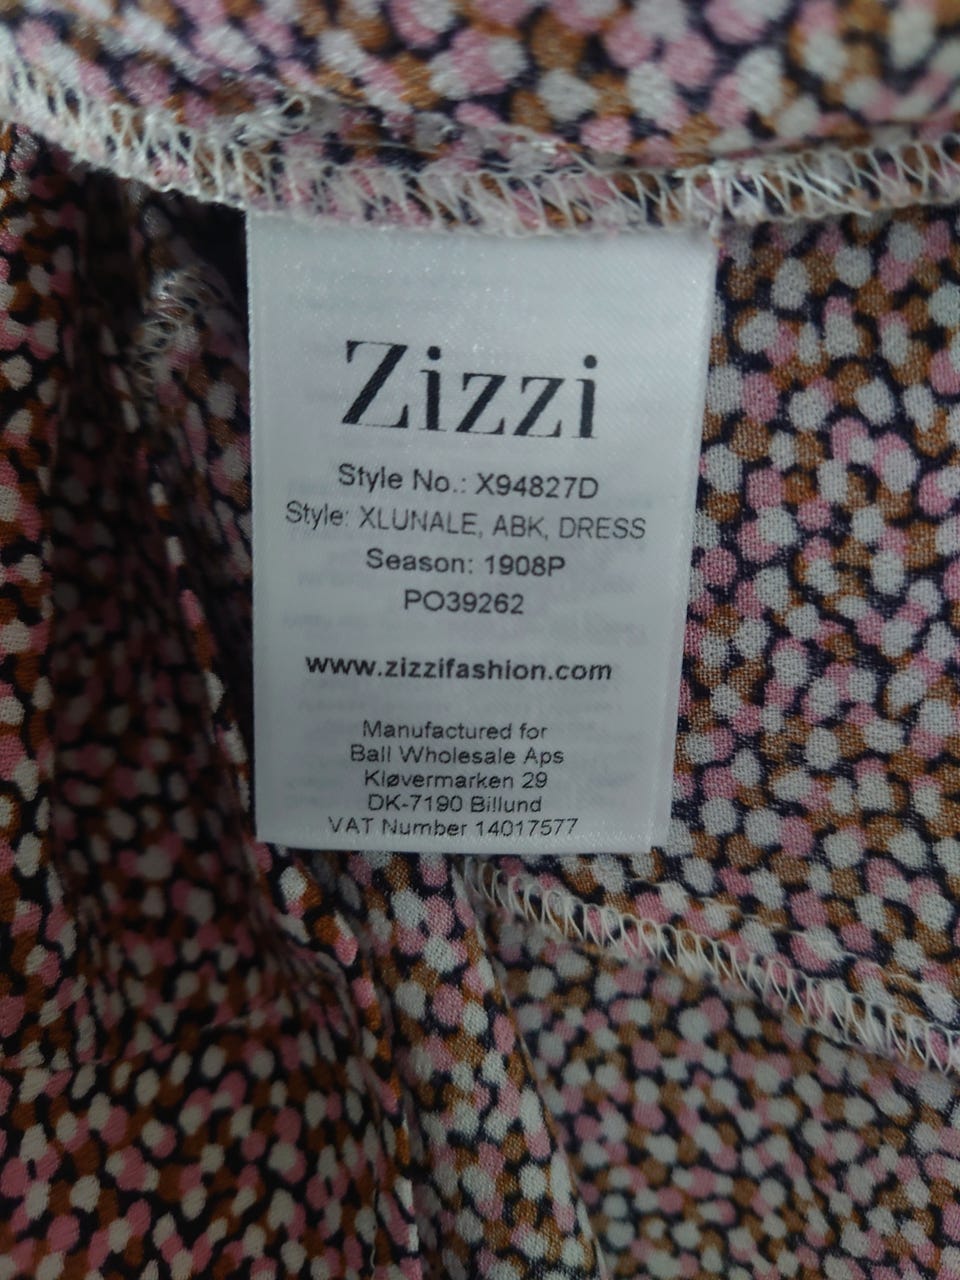 Zizzi
Style No.: X94827D
Style: XLUNALE, ABK, DRESS
Season: 1908P
PO39262
www.zizzifashion.com
Manufactured for
Ball Wholesale Aps
Kløvermarken 29
DK-7190 Billund
VAT Number 14017577